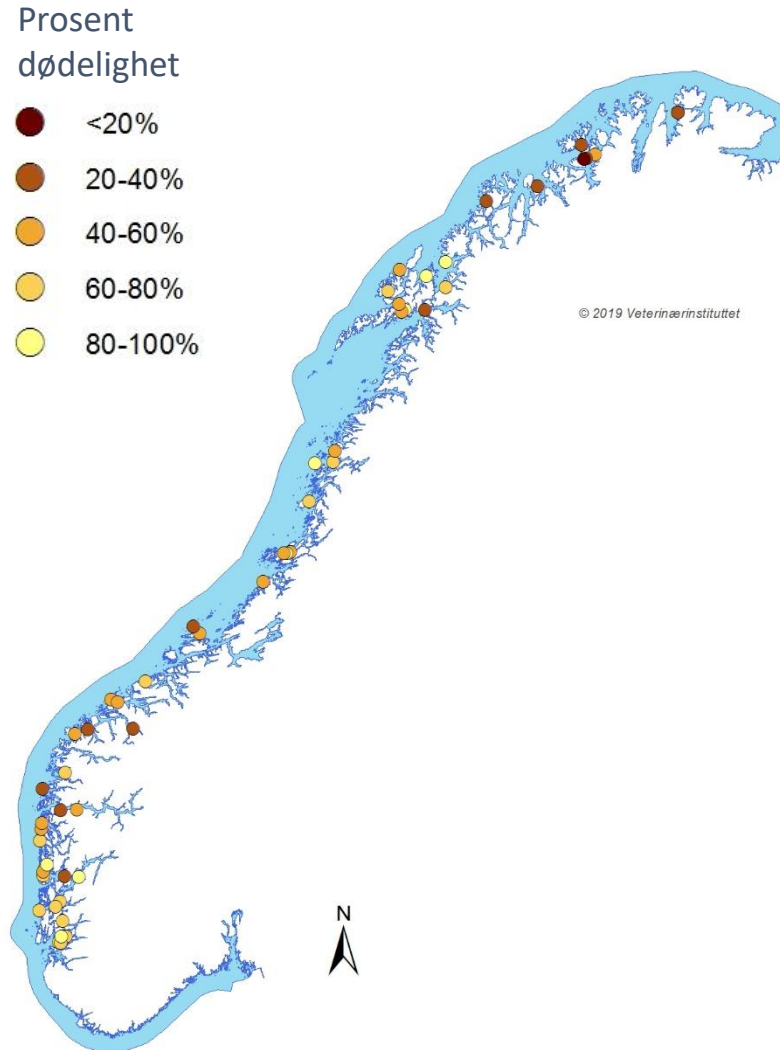 Prosent
dødelighet
<20%
20-40%
40-60%
60-80%
80-100%
© 2019 Veterinærinstituttet
N